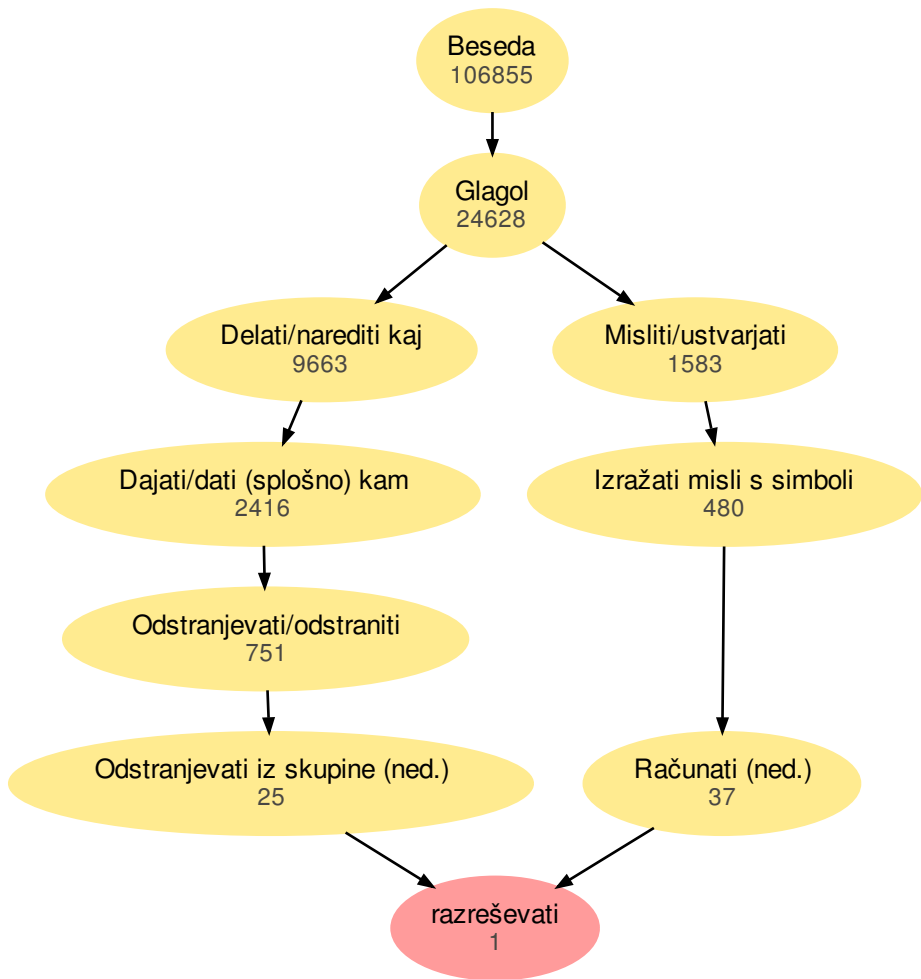 Beseda
106855
Glagol
24628
Delati/narediti kaj
9663
Misliti/ustvarjati
1583
Dajati/dati (splošno) kam
2416
Izražati misli s simboli
480
Odstranjevati/odstraniti
751
Odstranjevati iz skupine (ned.)
25
Računati (ned.)
37
razreševati
1